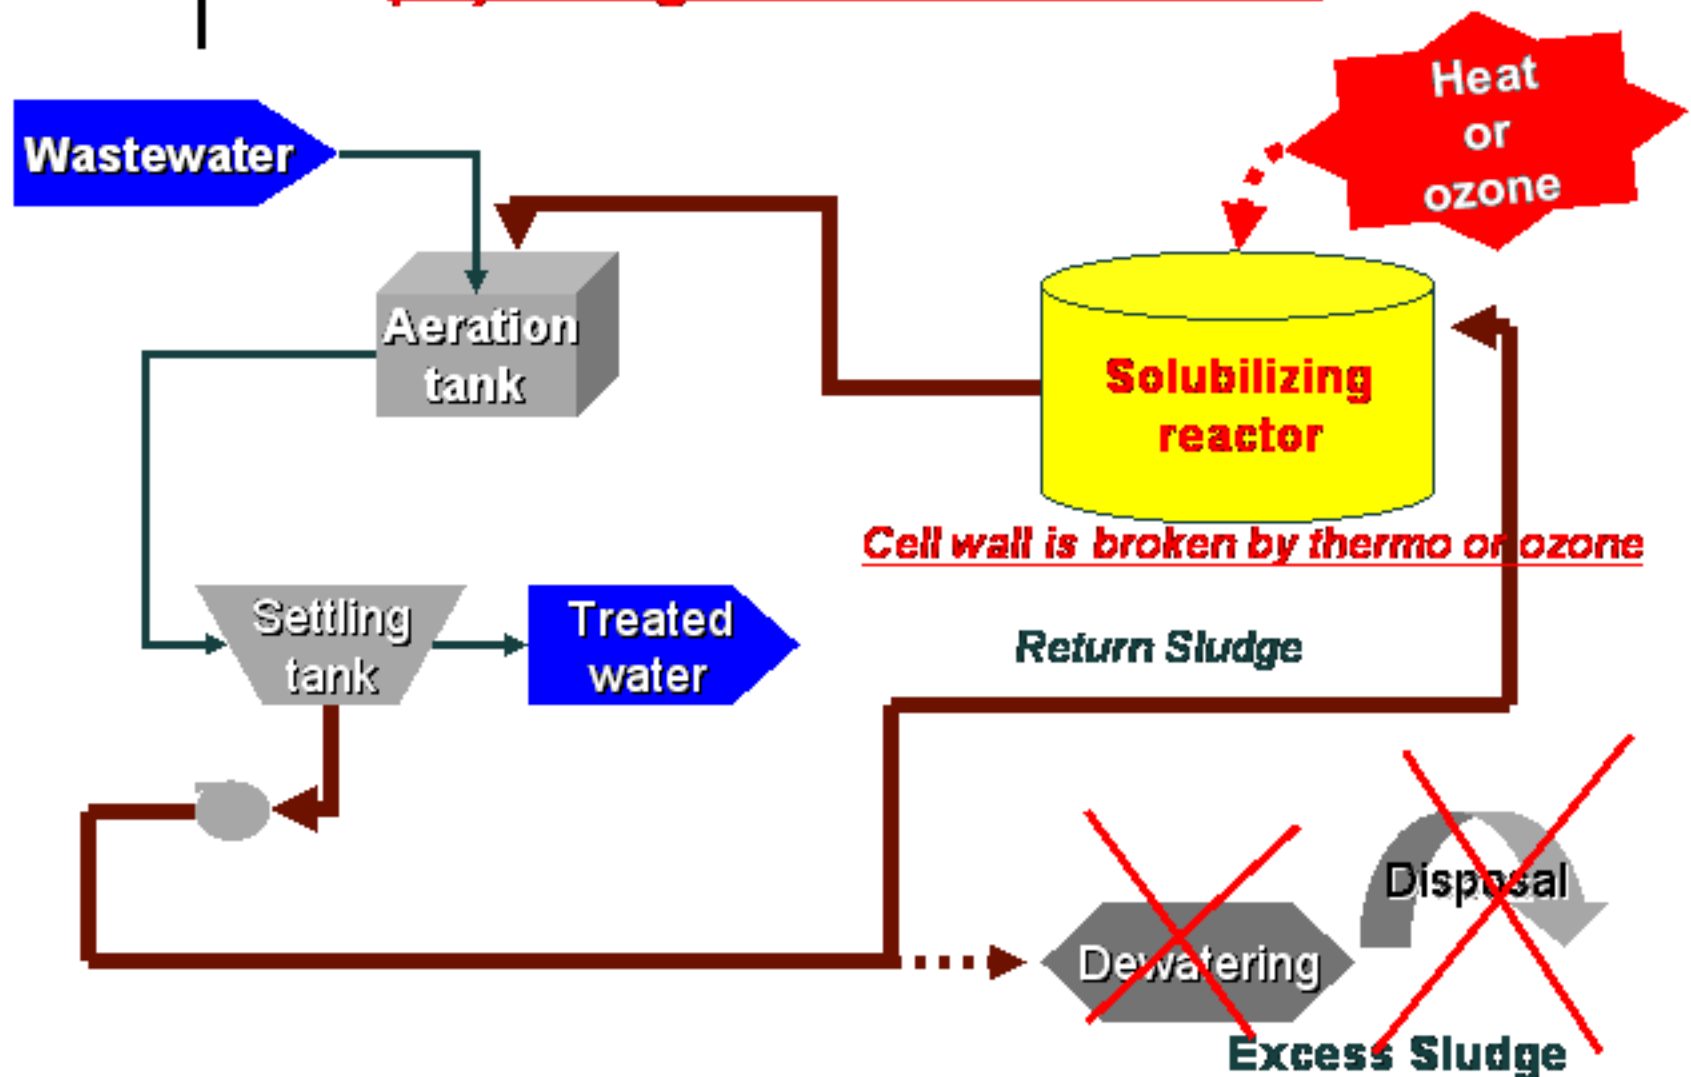 Heat
or
ozone
Wastewater
Aeration
tank
Solubilizing
reactor
Cell wall is broken by thermo or ozone
Settling
tank
Treated
water
Return Sludge
Disposal
Dewatering
Excess Sludge